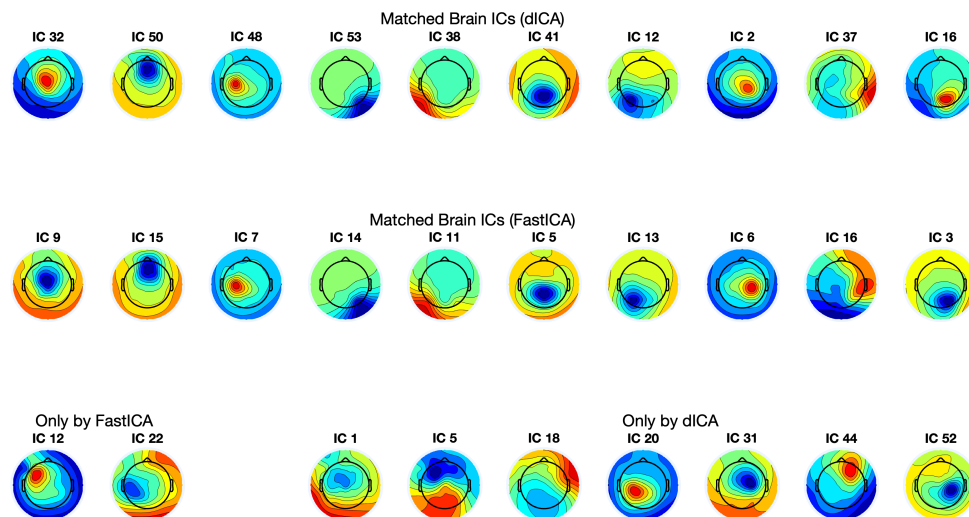 Matched Brain ICs (dICA)
IC 32 IC 50 IC 48 IC 53 IC 38 IC 41 IC 12 IC 2 IC 37 IC 16
Matched Brain ICs (FastICA)
IC 9 IC 15 IC 7 IC 14 IC 11 IC 5 IC 13 IC 6 IC 16 IC 3
Only by FastICA Only by dICA
IC 12 IC 22 IC 1 IC 5 IC 18 IC 20 IC 31 IC 44 IC 52